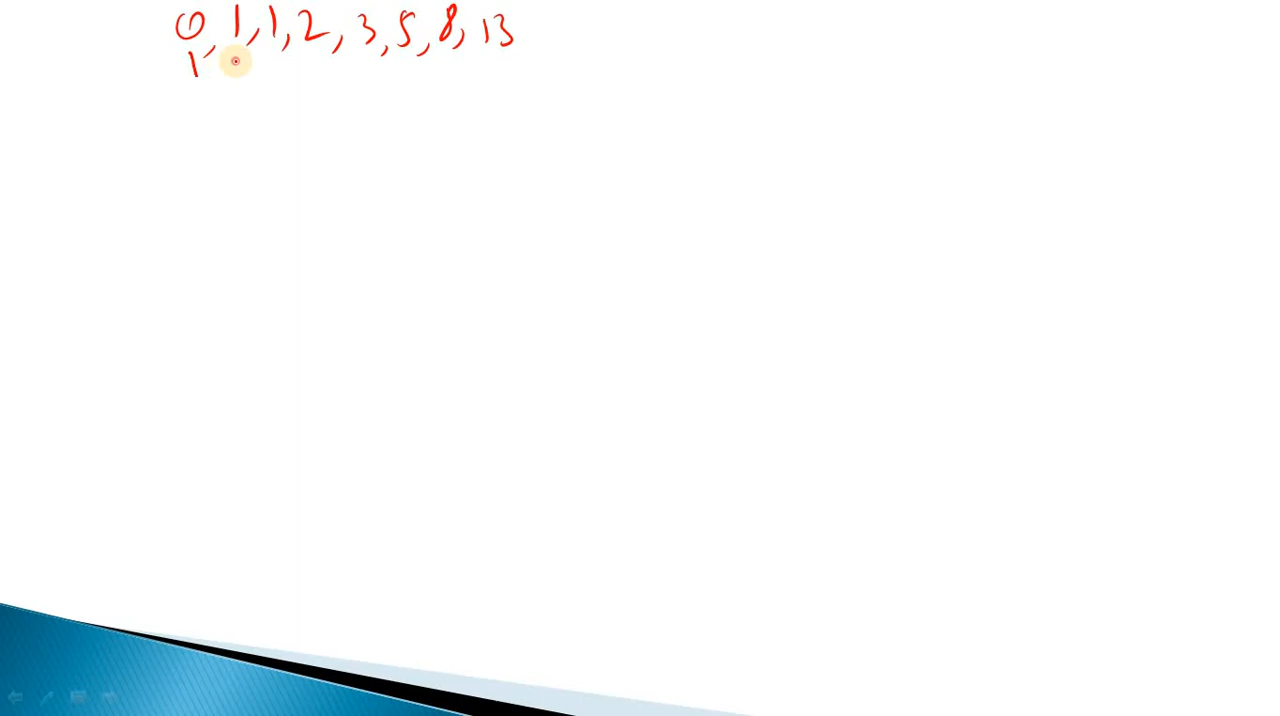 0, 1, 1, 2, 3, 5, 8, 13
1